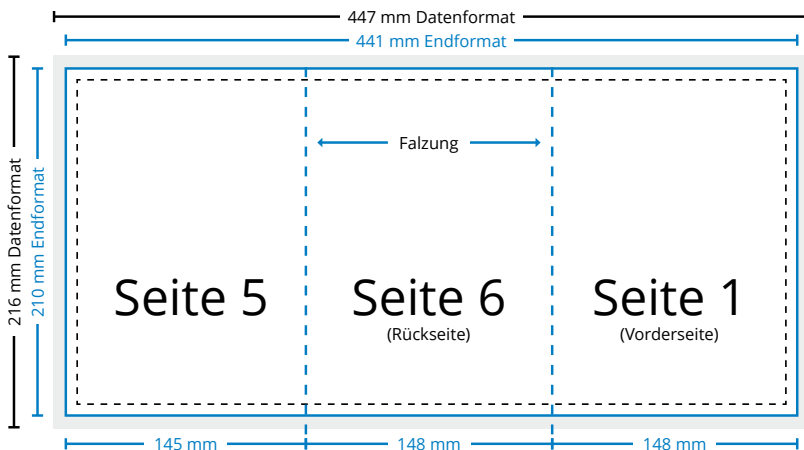 447 mm Datenformat
441 mm Endformat
216 mm Datenformat
210 mm Endformat
Falzung
Seite 5
Seite 6
(Rückseite)
Seite 1
(Vorderseite)
145 mm
148 mm
148 mm